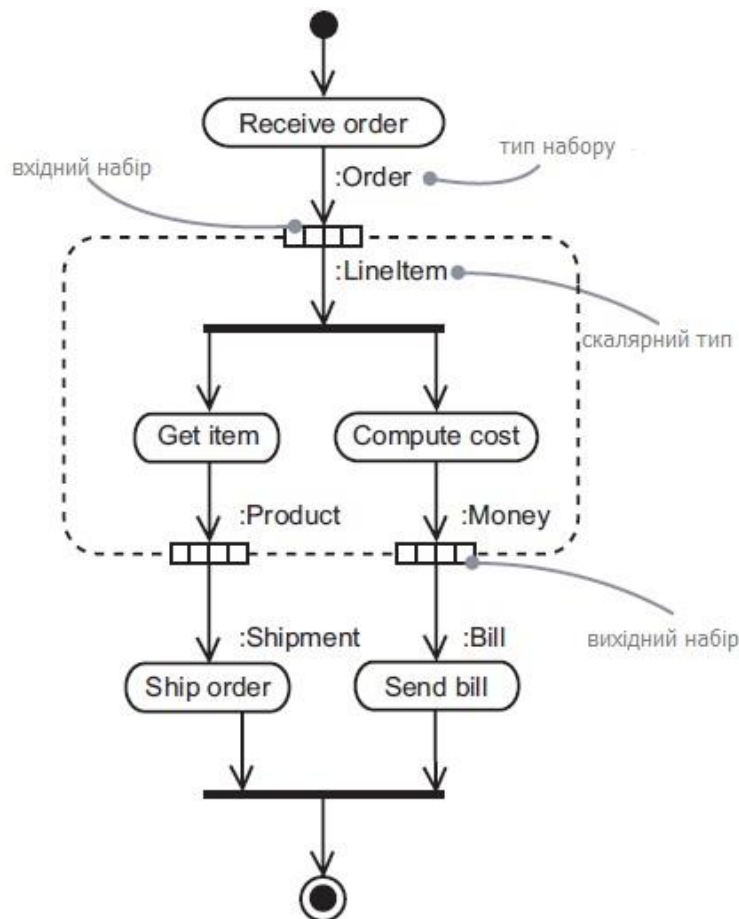 Receive order
тип набору
вхідний набір
:Order
:LineItem
скалярний тип
Get item
Compute cost
:Product
:Money
:Shipment
:Bill
вихідний набір
Ship order
Send bill